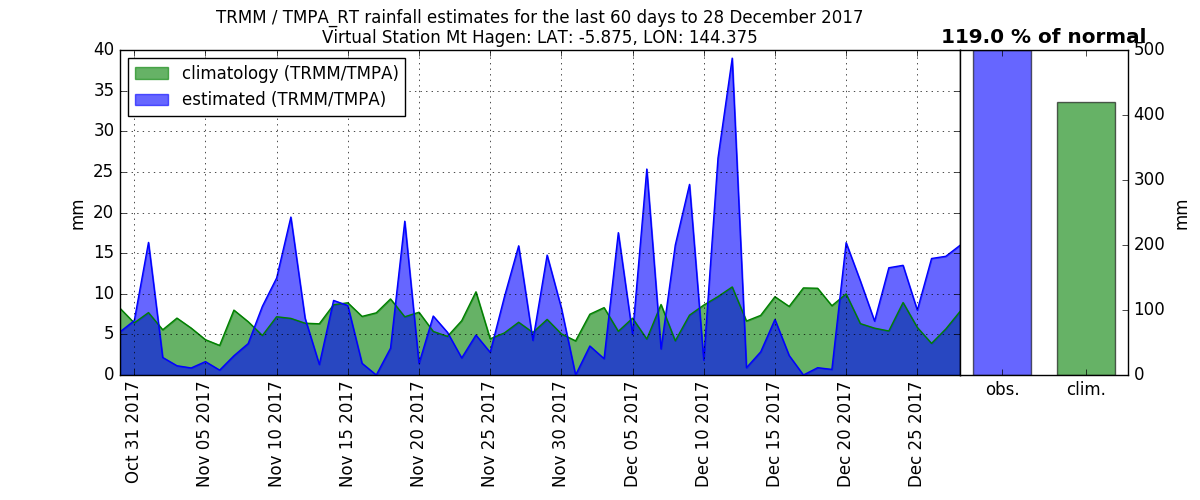 TRMM / TMPA_RT rainfall estimates for the last 60 days to 28 December 2017
Virtual Station Mt Hagen: LAT: -5.875, LON: 144.375
119.0 % of normal
climatology (TRMM/TMPA)
estimated (TRMM/TMPA)
mm
40
35
30
25
20
15
10
5
0
Oct 31 2017
Nov 05 2017
Nov 10 2017
Nov 15 2017
Nov 20 2017
Nov 25 2017
Nov 30 2017
Dec 05 2017
Dec 10 2017
Dec 15 2017
Dec 20 2017
Dec 25 2017
obs.
clim.
500
400
300
200
100
0
mm